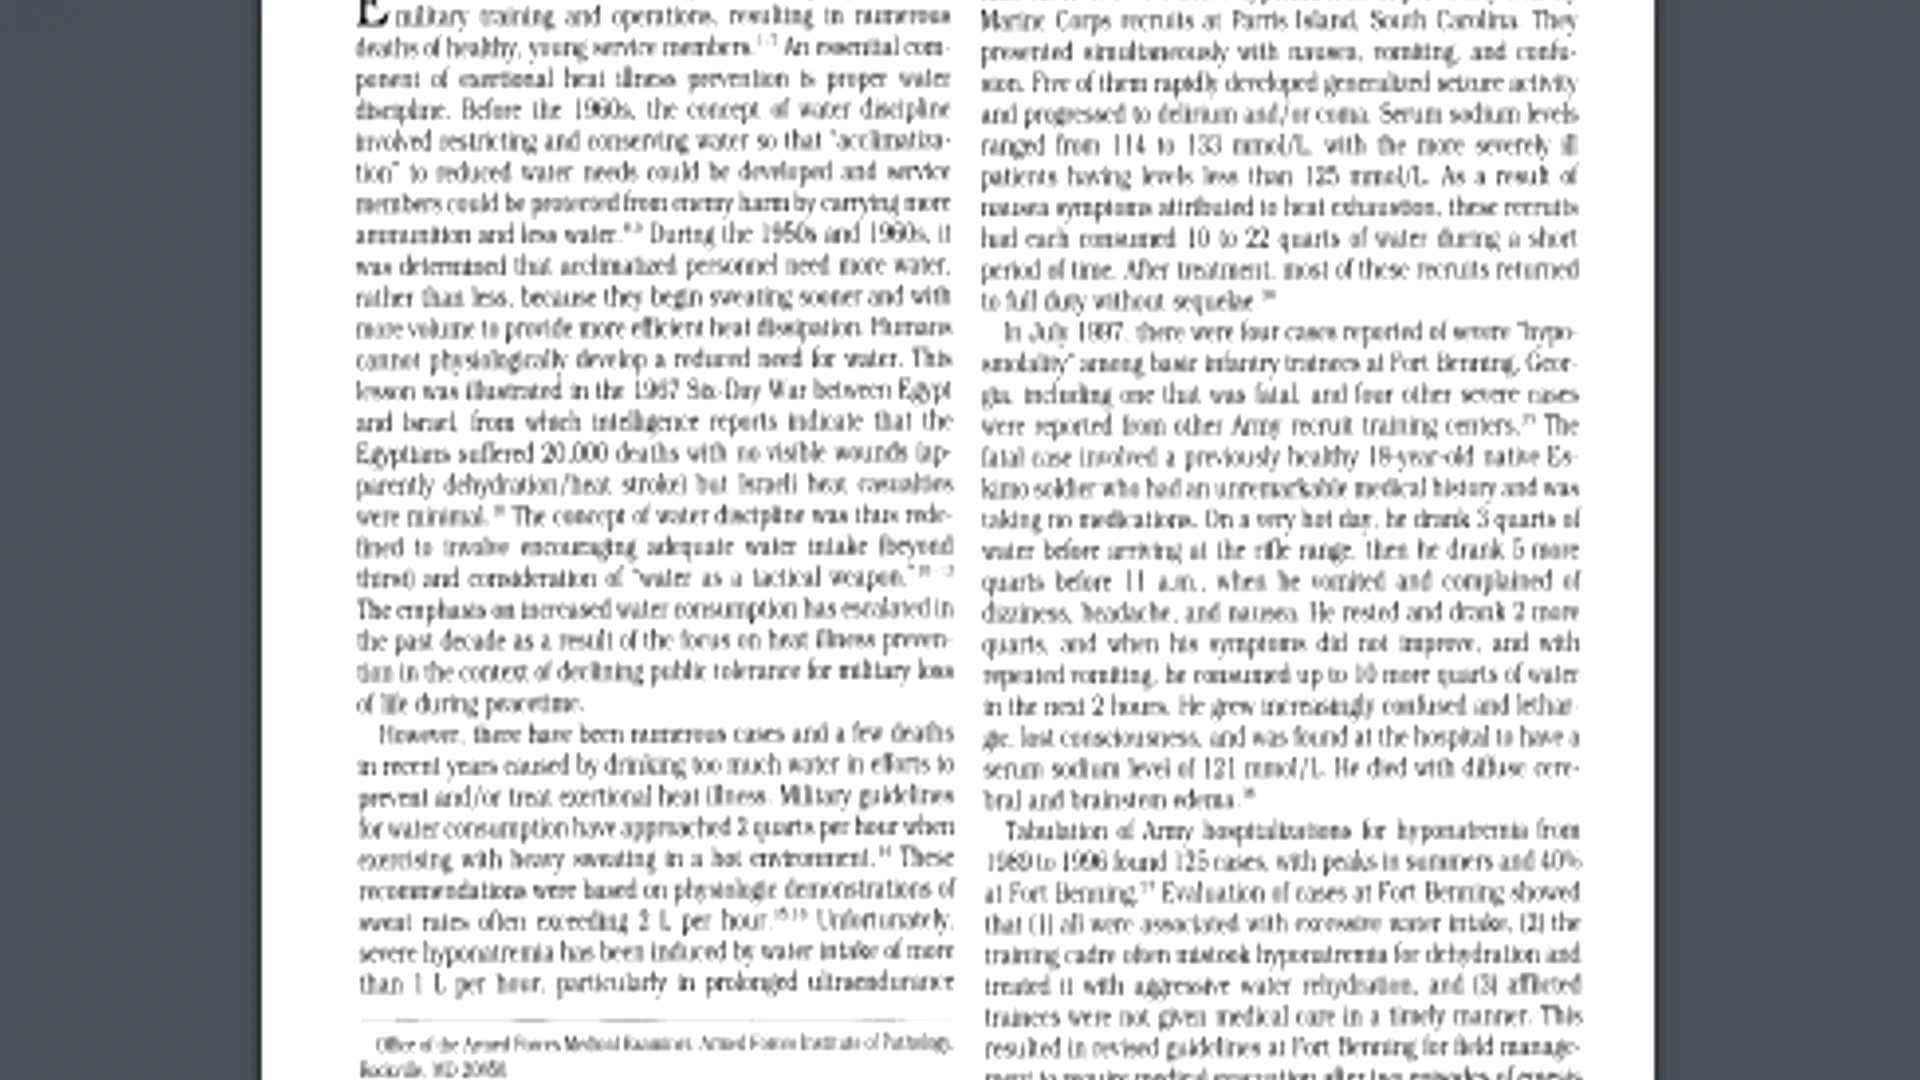 E military training and operations, resulting in numerous
deaths of healthy, young service members.1-7 An essential com-
ponent of exertional heat illness prevention is proper water
discipline. Before the 1960s, the concept of water discipline
involved restricting and conserving water so that "acclimatiza-
tion" to reduced water needs could be developed and service
members could be protected from enemy harm by carrying more
ammunition and less water.8,9 During the 1950s and 1960s, it
was determined that acclimatized personnel need more water,
rather than less, because they begin sweating sooner and with
more volume to provide more efficient heat dissipation. Humans
cannot physiologically develop a reduced need for water. This
lesson was illustrated in the 1967 Six-Day War between Egypt
and Israel, from which intelligence reports indicate that the
Egyptians suffered 20,000 deaths with no visible wounds (ap-
parently dehydration/heat stroke) but Israeli heat casualties
were minimal. The concept of water discipline was thus rede-
fined to involve encouraging adequate water intake (beyond
thirst) and consideration of "water as a tactical weapon."
The emphasis on increased water consumption has escalated in
the past decade as a result of the focus on heat illness preven-
tion in the context of declining public tolerance for military loss
of life during peacetime.
However, there have been numerous cases and a few deaths
in recent years caused by drinking too much water in efforts to
prevent and/or treat exertional heat illness. Military guidelines
for water consumption have approached 2 quarts per hour when
exercising with heavy sweating in a hot environment.14 These
recommendations were based on physiologic demonstrations of
sweat rates often exceeding 2 L per hour.15,16 Unfortunately,
severe hyponatremia has been induced by water intake of more
than 1 L per hour, particularly in prolonged ultraendurance
Office of the Armed Forces Medical Examiner, Armed Forces Institute of Pathology,
Rockville, MD 20850.
Marine Corps recruits at Parris Island, South Carolina. They
presented simultaneously with nausea, vomiting, and confu-
sion. Five of them rapidly developed generalized seizure activity
and progressed to delirium and/or coma. Serum sodium levels
ranged from 114 to 133 mmol/L, with the more severely ill
patients having levels less than 125 mmol/L. As a result of
nausea symptoms attributed to heat exhaustion, these recruits
had each consumed 10 to 22 quarts of water during a short
period of time. After treatment, most of these recruits returned
to full duty without sequelae.
In July 1997, there were four cases reported of severe "hypo-
smolality" among basic infantry trainees at Fort Benning, Geor-
gia, including one that was fatal, and four other severe cases
were reported from other Army recruit training centers. The
fatal case involved a previously healthy 18-year-old native Es-
kimo soldier who had an unremarkable medical history and was
taking no medications. On a very hot day, he drank 3 quarts of
water before arriving at the rifle range, then he drank 5 more
quarts before 11 a.m., when he vomited and complained of
dizziness, headache, and nausea. He rested and drank 2 more
quarts, and when his symptoms did not improve, and with
repeated vomiting, he consumed up to 10 more quarts of water
in the next 2 hours. He grew increasingly confused and lethar-
gic, lost consciousness, and was found at the hospital to have a
serum sodium level of 121 mmol/L. He died with diffuse cere-
bral and brainstem edema.
Tabulation of Army hospitalizations for hyponatremia from
1989 to 1996 found 125 cases, with peaks in summers and 40%
at Fort Benning. Evaluation of cases at Fort Benning showed
that (1) all were associated with excessive water intake, (2) the
training cadre often mistook hyponatremia for dehydration and
treated it with aggressive water rehydration, and (3) afflicted
trainees were not given medical care in a timely manner. This
resulted in revised guidelines at Fort Benning for field manage-